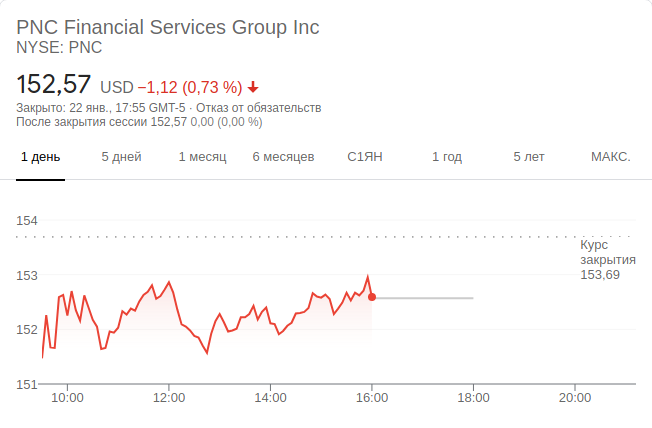 PNC Financial Services Group Inc
NYSE: PNC
152,57 USD −1,12 (0,73 %)
Закрыто: 22 янв., 17:55 GMT-5 · Отказ от обязательств
После закрытия сессии 152,57 0,00 (0,00 %)
1 день 5 дней 1 месяц 6 месяцев С1ЯН 1 год 5 лет МАКС.
154
Курс
закрытия
153,69
153
152
151
10:00 12:00 14:00 16:00 18:00 20:00